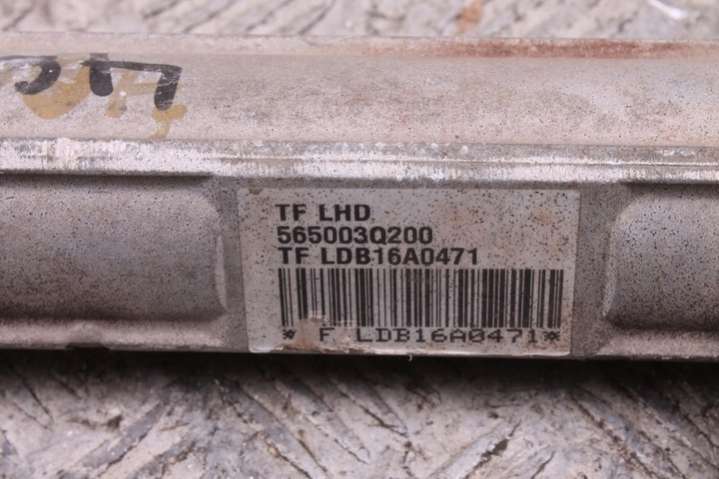 TF LHD
565003Q200
TF LDB16A0471
* F LDB16A0471*